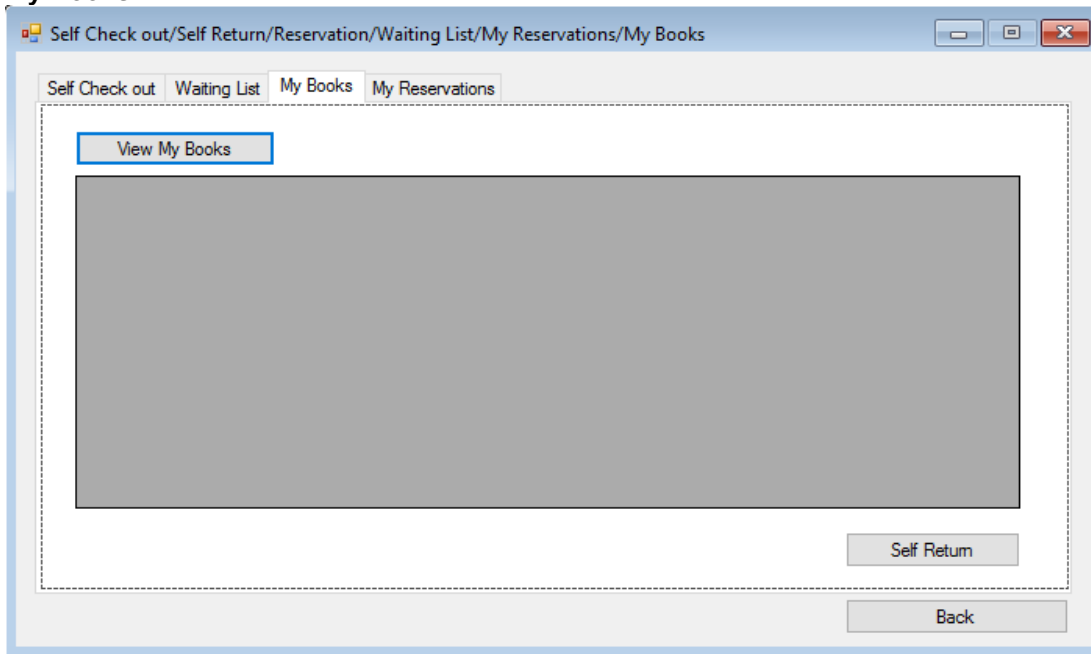 Self Check out/Self Return/Reservation/Waiting List/My Reservations/My Books
Self Check out Waiting List My Books My Reservations
View My Books
Self Return
Back